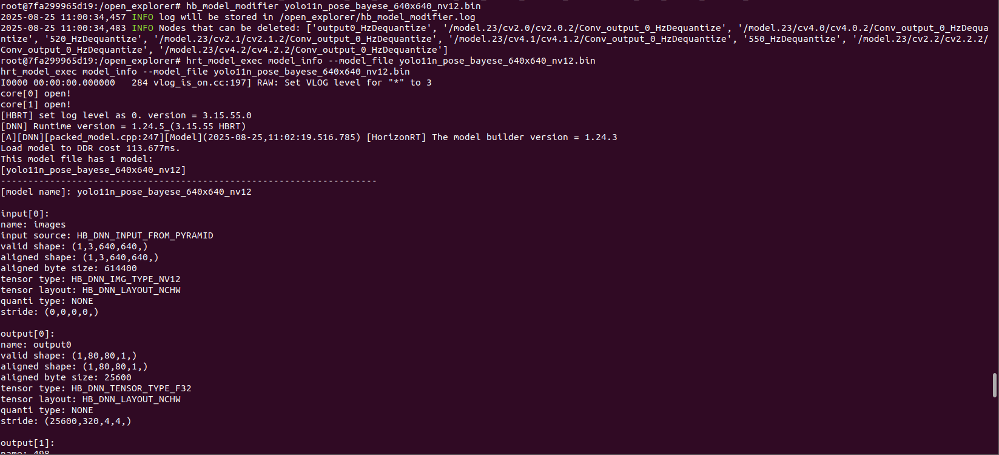 root@7fa299965d19:/open_explorer# hb_model_modifier yolo11n_pose_bayese_640x640_nv12.bin
2025-08-25 11:00:34,457 INFO log will be stored in /open_explorer/hb_model_modifier.log
2025-08-25 11:00:34,483 INFO Nodes that can be deleted: ['output0_HzDequantize', '/model.23/cv2.0/cv2.0.2/Conv_output_0_HzDequantize', '/model.23/cv4.0/cv4.0.2/Conv_output_0_HzDequa
ntize', '520_HzDequantize', '/model.23/cv2.1/cv2.1.2/Conv_output_0_HzDequantize', '/model.23/cv4.1/cv4.1.2/Conv_output_0_HzDequantize', '550_HzDequantize', '/model.23/cv2.2/cv2.2.2/
Conv_output_0_HzDequantize', '/model.23/cv4.2/cv4.2.2/Conv_output_0_HzDequantize']
root@7fa299965d19:/open_explorer# hrt_model_exec model_info --model_file yolo11n_pose_bayese_640x640_nv12.bin
hrt_model_exec model_info --model_file yolo11n_pose_bayese_640x640_nv12.bin
I0000 00:00:00.000000   284 vlog_is_on.cc:197] RAW: Set VLOG level for "*" to 3
core[0] open!
core[1] open!
[HBRT] set log level as 0. version = 3.15.55.0
[DNN] Runtime version = 1.24.5_(3.15.55 HBRT)
[A][DNN][packed_model.cpp:247][Model](2025-08-25,11:02:19.516.785) [HorizonRT] The model builder version = 1.24.3
Load model to DDR cost 113.677ms.
This model file has 1 model:
[yolo11n_pose_bayese_640x640_nv12]
---------------------------------------------------------------------
[model name]: yolo11n_pose_bayese_640x640_nv12
input[0]:
name: images
input source: HB_DNN_INPUT_FROM_PYRAMID
valid shape: (1,3,640,640,)
aligned shape: (1,3,640,640,)
aligned byte size: 614400
tensor type: HB_DNN_IMG_TYPE_NV12
tensor layout: HB_DNN_LAYOUT_NCHW
quanti type: NONE
stride: (0,0,0,0,)
output[0]:
name: output0
valid shape: (1,80,80,1,)
aligned shape: (1,80,80,1,)
aligned byte size: 25600
tensor type: HB_DNN_TENSOR_TYPE_F32
tensor layout: HB_DNN_LAYOUT_NCHW
quanti type: NONE
stride: (25600,320,4,4,)
output[1]:
name: 498